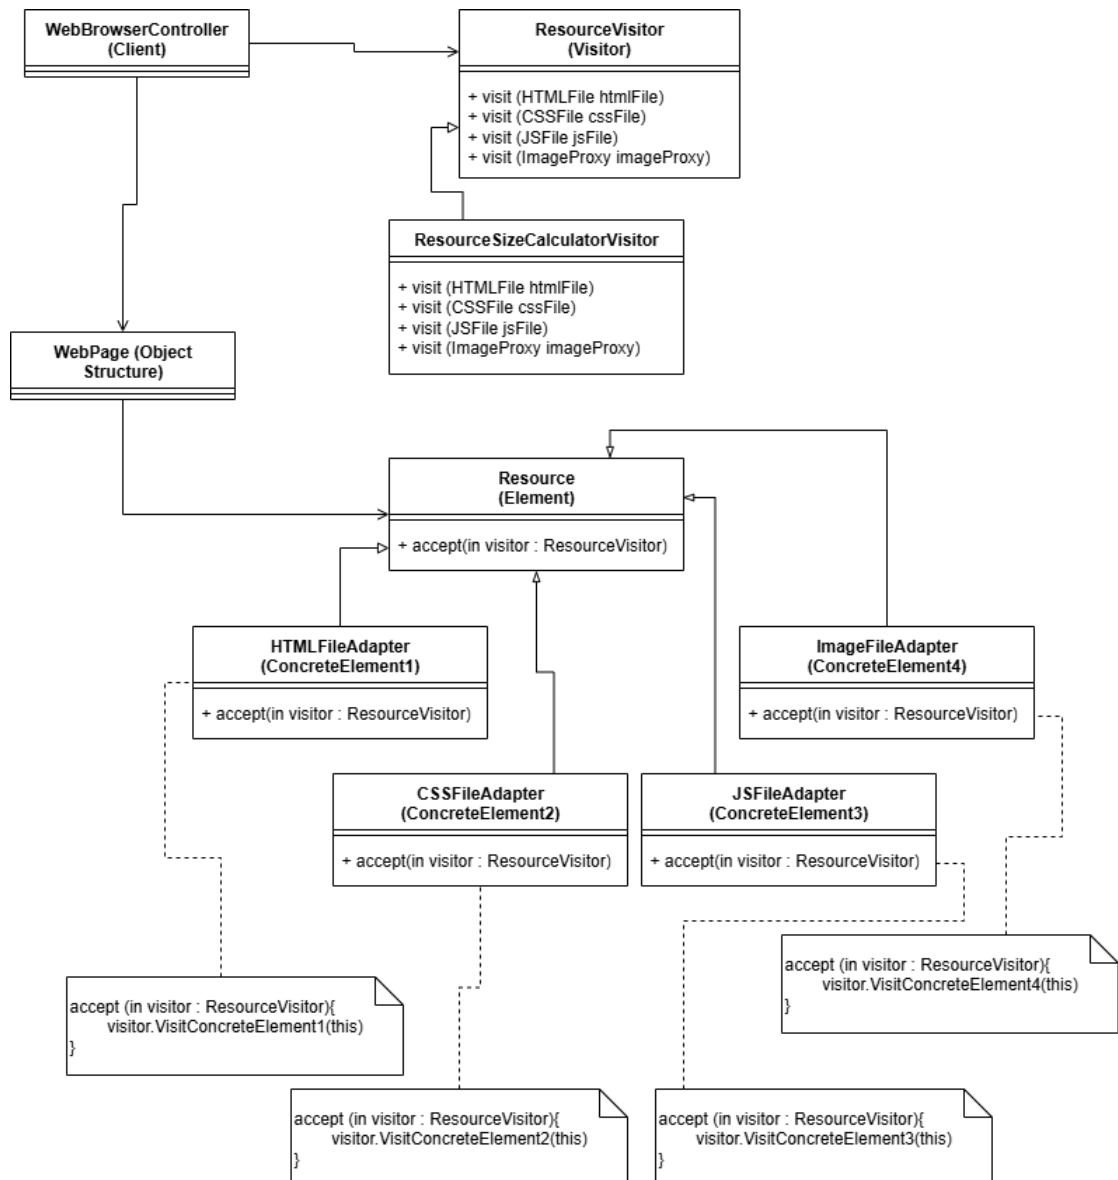 WebBrowserController
(Client)
ResourceVisitor
(Visitor)
+ visit (HTMLFile htmlFile)
+ visit (CSSFile cssFile)
+ visit (JSFile jsFile)
+ visit (ImageProxy imageProxy)
ResourceSizeCalculatorVisitor
+ visit (HTMLFile htmlFile)
+ visit (CSSFile cssFile)
+ visit (JSFile jsFile)
+ visit (ImageProxy imageProxy)
WebPage (Object
Structure)
Resource
(Element)
+ accept(in visitor : ResourceVisitor)
HTMLFileAdapter
(ConcreteElement1)
+ accept(in visitor : ResourceVisitor)
ImageFileAdapter
(ConcreteElement4)
+ accept(in visitor : ResourceVisitor)
CSSFileAdapter
(ConcreteElement2)
+ accept(in visitor : ResourceVisitor)
JSFileAdapter
(ConcreteElement3)
+ accept(in visitor : ResourceVisitor)
accept (in visitor : ResourceVisitor){
visitor.VisitConcreteElement4(this)
}
accept (in visitor : ResourceVisitor){
visitor.VisitConcreteElement1(this)
}
accept (in visitor : ResourceVisitor){
visitor.VisitConcreteElement2(this)
}
accept (in visitor : ResourceVisitor){
visitor.VisitConcreteElement3(this)
}